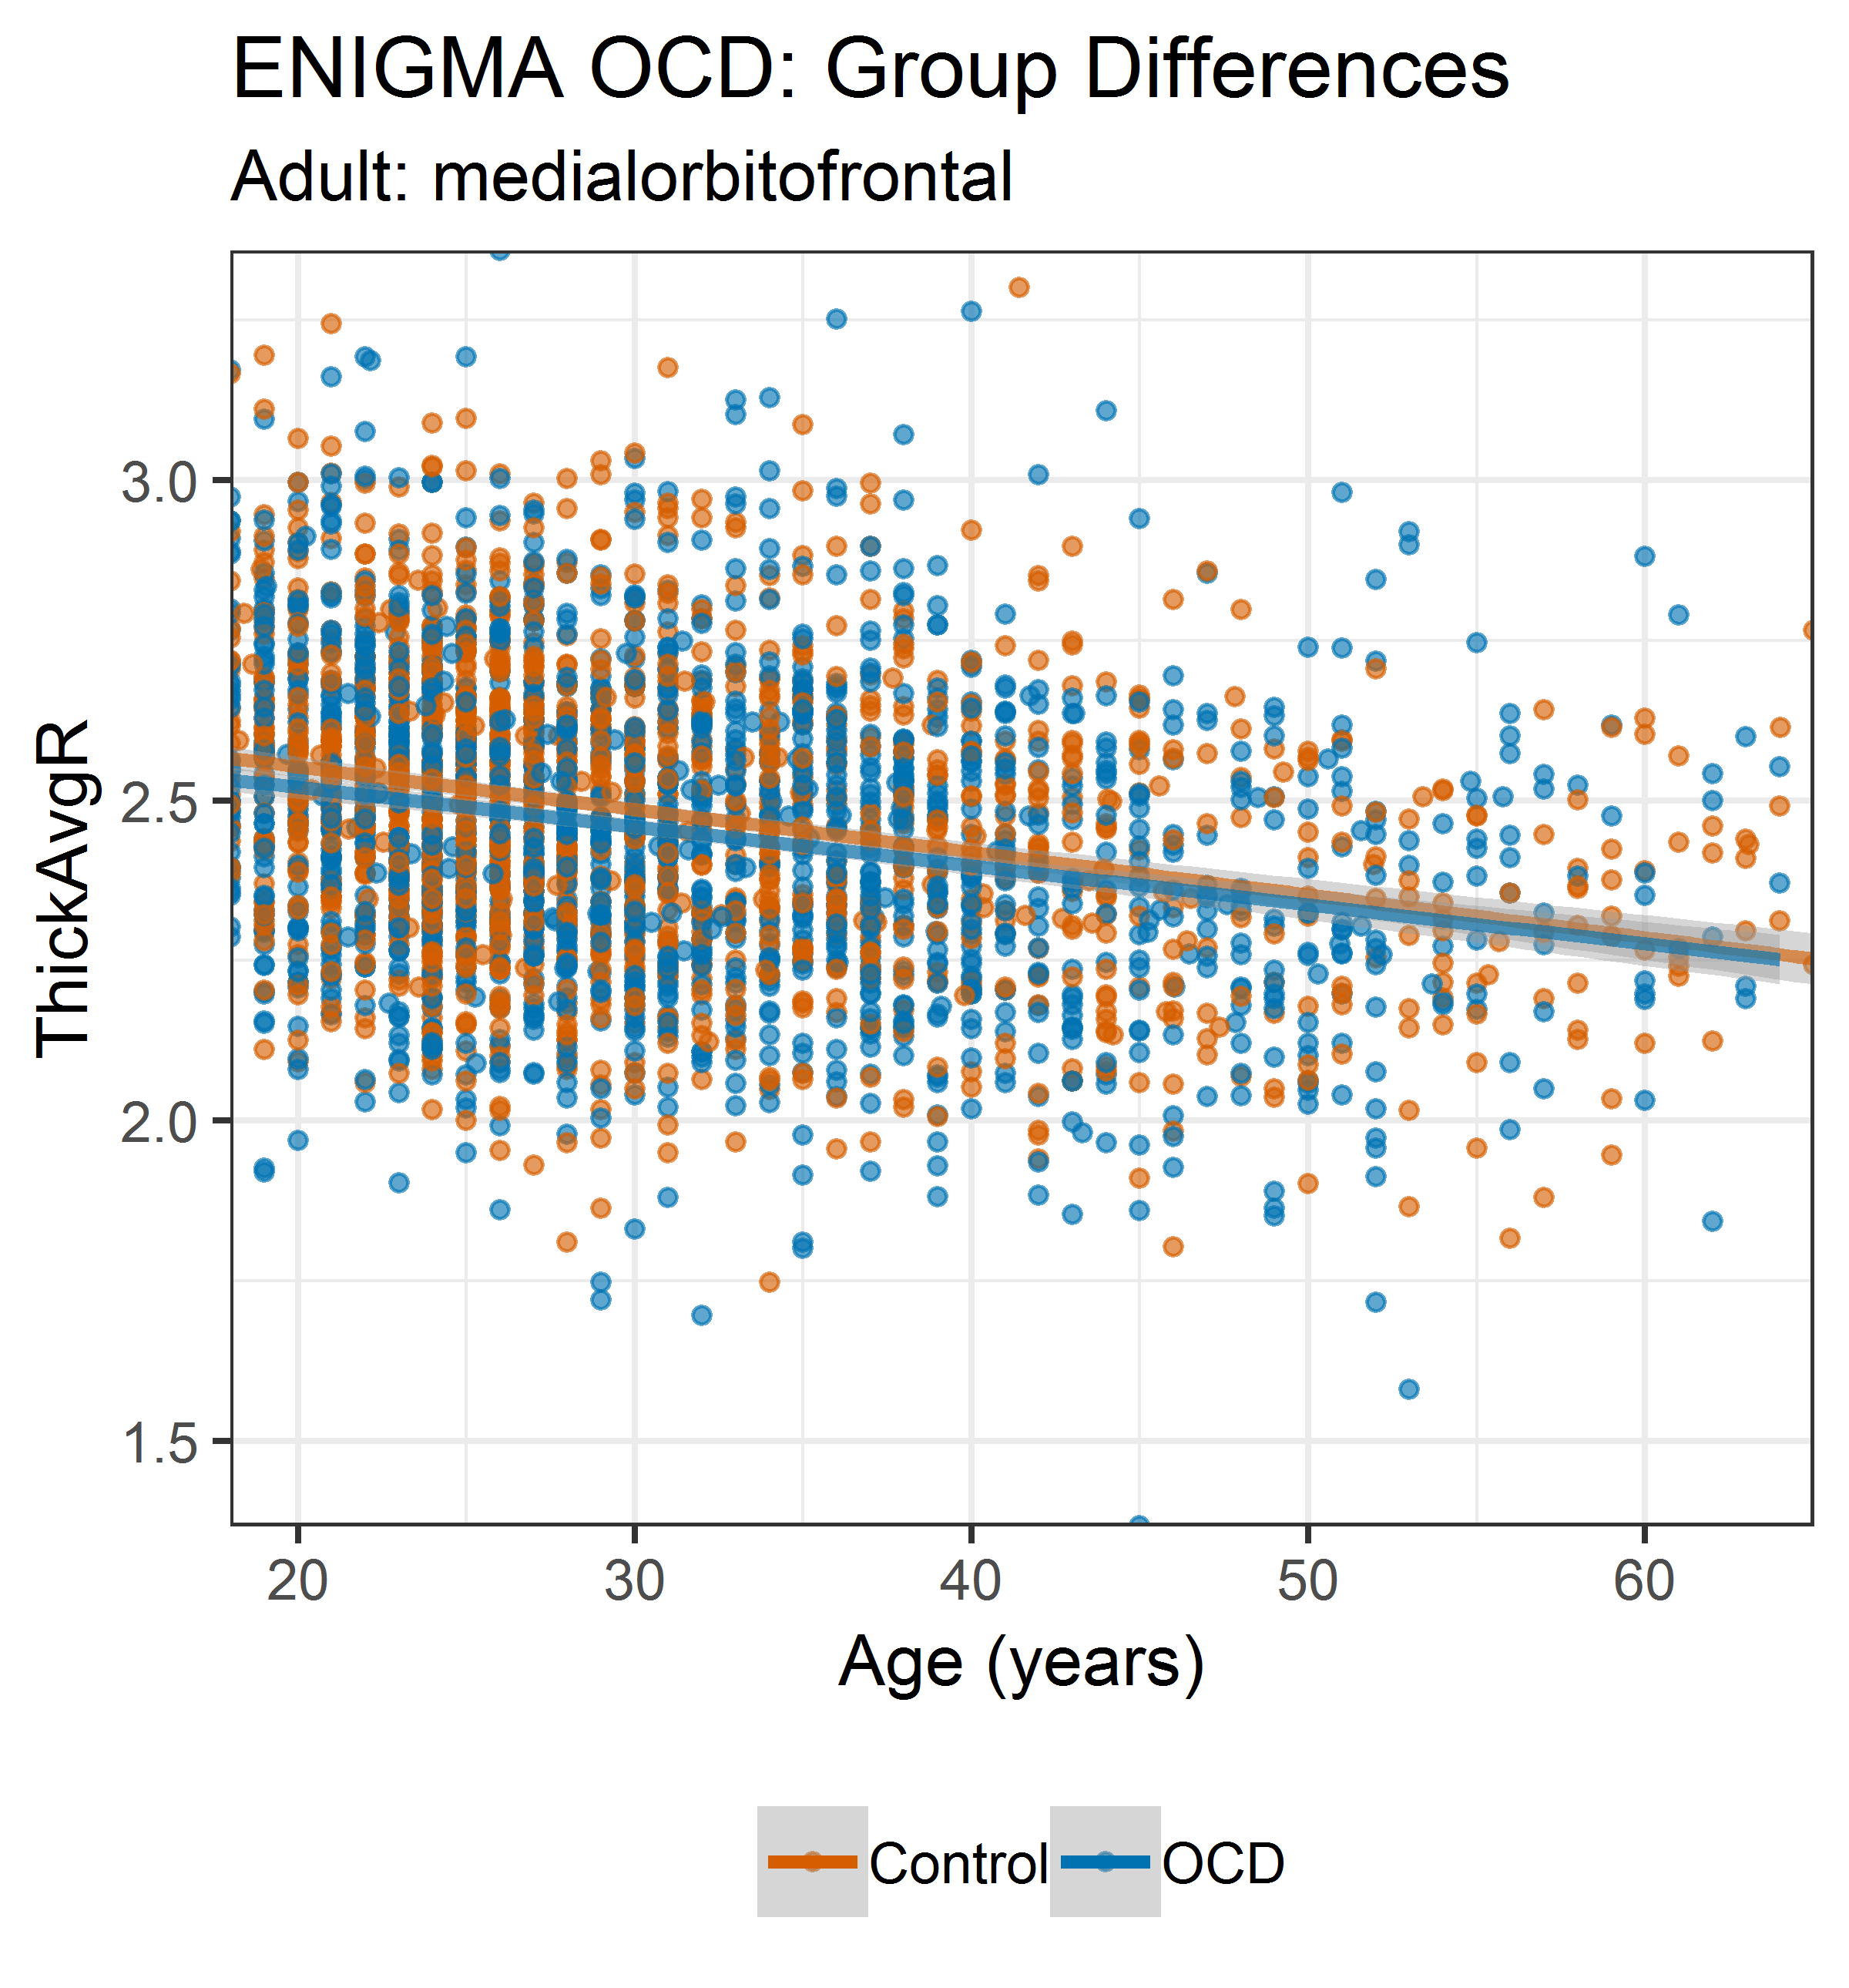 ENIGMA OCD: Group Differences
Adult: medialorbitofrontal
ThickAvgR
3.0
2.5
2.0
1.5
20 30 40 50 60
Age (years)
Control OCD